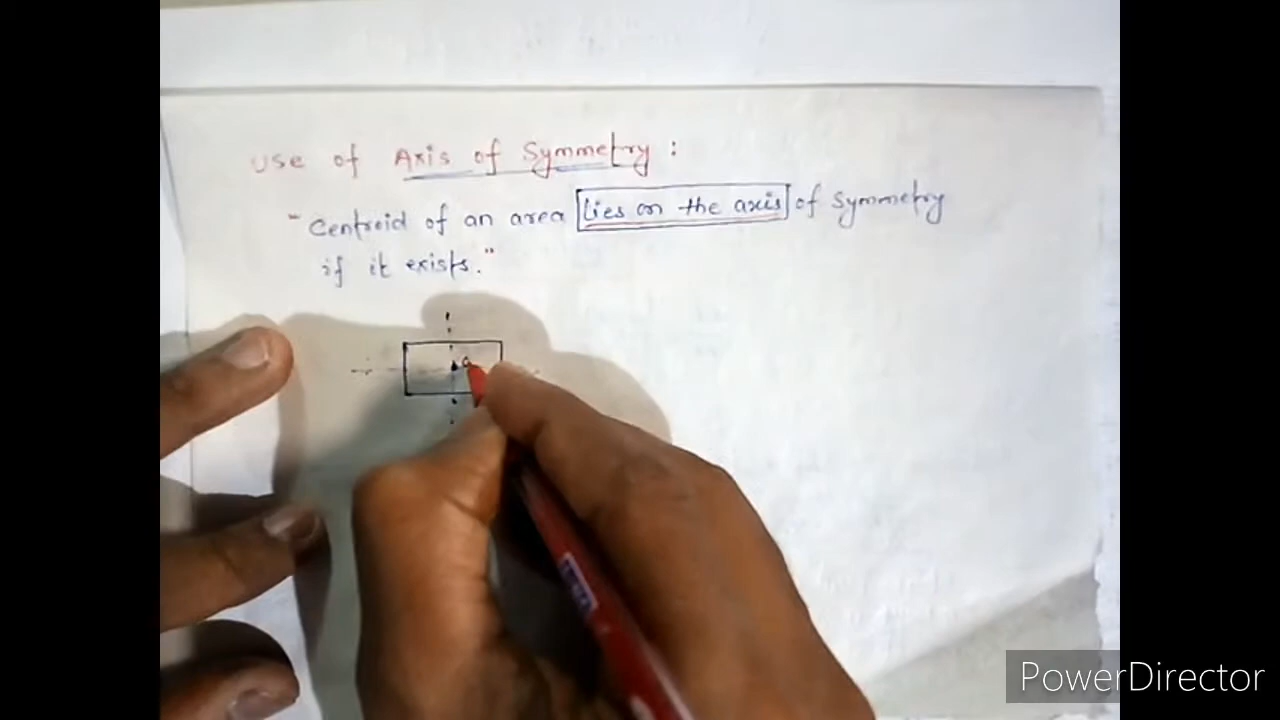 Use of Axis of Symmetry :
"Centroid of an area lies on the axis of symmetry
if it exists."
PowerDirector